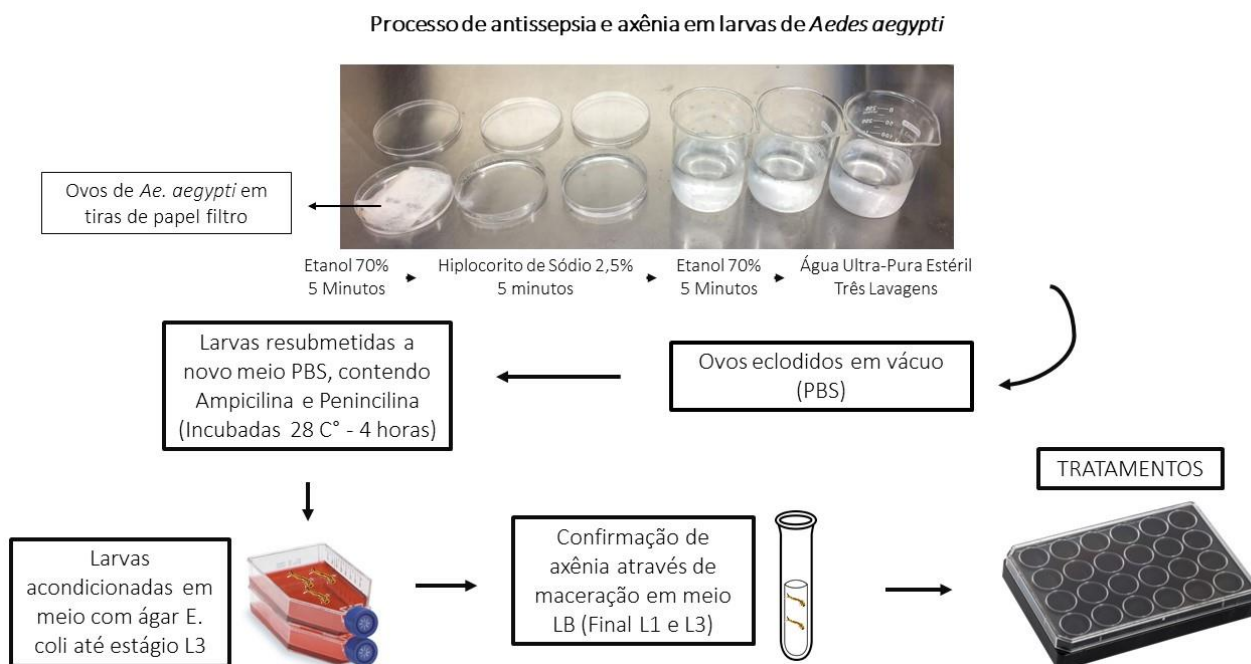 Processo de antissepsia e axênia em larvas de Aedes aegypti
Ovos de Ae. aegypti em
tiras de papel filtro
Etanol 70%
5 Minutos
Hiplocorito de Sódio 2,5%
5 minutos
Etanol 70%
5 Minutos
Água Ultra-Pura Estéril
Três Lavagens
Ovos eclodidos em vácuo
(PBS)
Larvas resubmetidas a
novo meio PBS, contendo
Ampicilina e Penincilina
(Incubadas 28 C° - 4 horas)
Larvas
acondicionadas em
meio com ágar E.
coli até estágio L3
Confirmação de
axênia através de
maceração em meio
LB (Final L1 e L3)
TRATAMENTOS